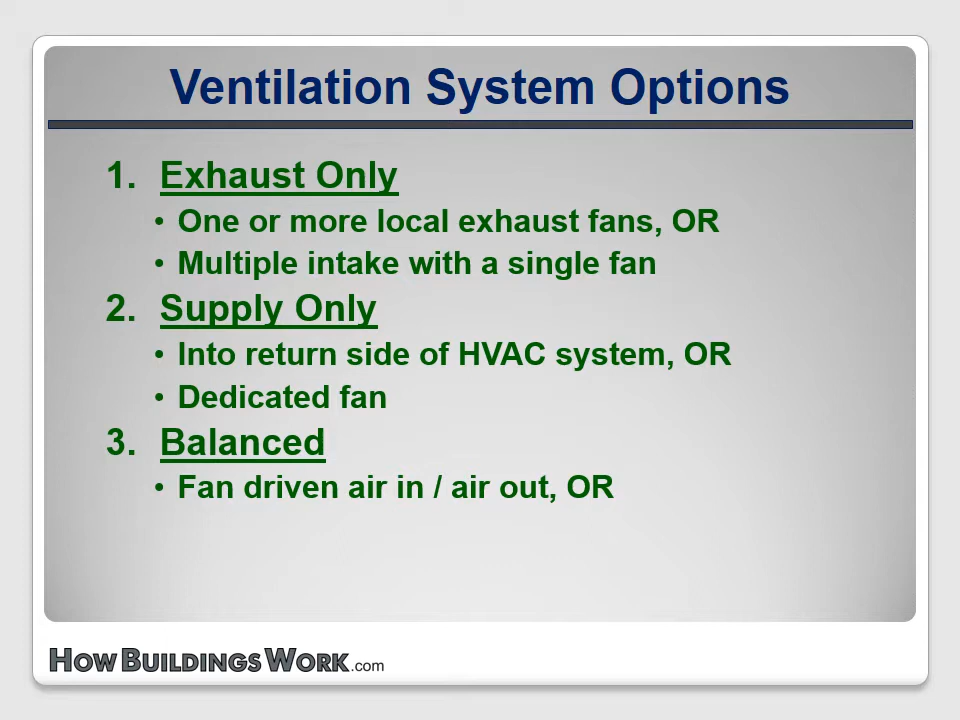 Ventilation System Options
1. Exhaust Only
• One or more local exhaust fans, OR
• Multiple intake with a single fan
2. Supply Only
• Into return side of HVAC system, OR
• Dedicated fan
3. Balanced
• Fan driven air in / air out, OR
HOWBUILDINGSWORK.com